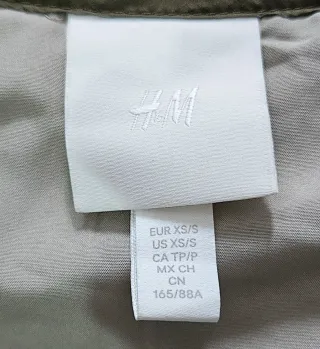 H&M
EUR XS/S
US XS/S
CA TP/P
MX CH
CN
165/88A